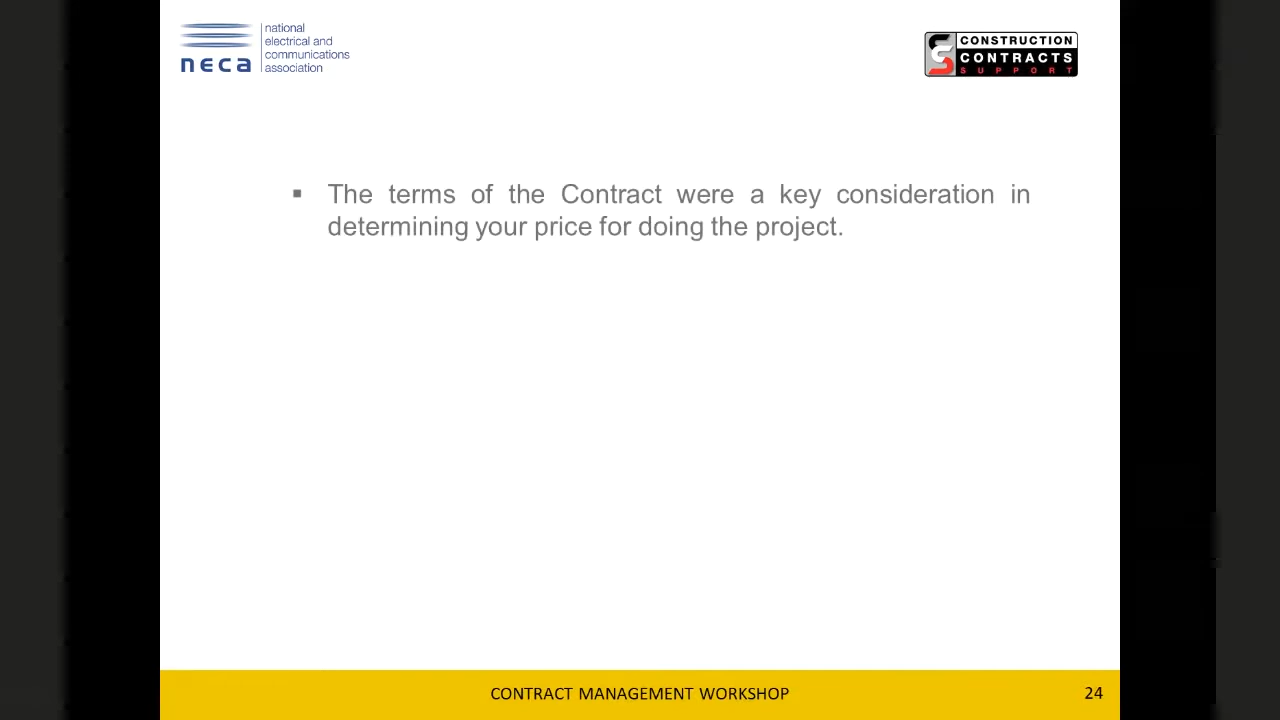 national
electrical and
communications
association
neca
CONSTRUCTION
CONTRACTS
SUPPORT
▪ The terms of the Contract were a key consideration in
determining your price for doing the project.
CONTRACT MANAGEMENT WORKSHOP
24